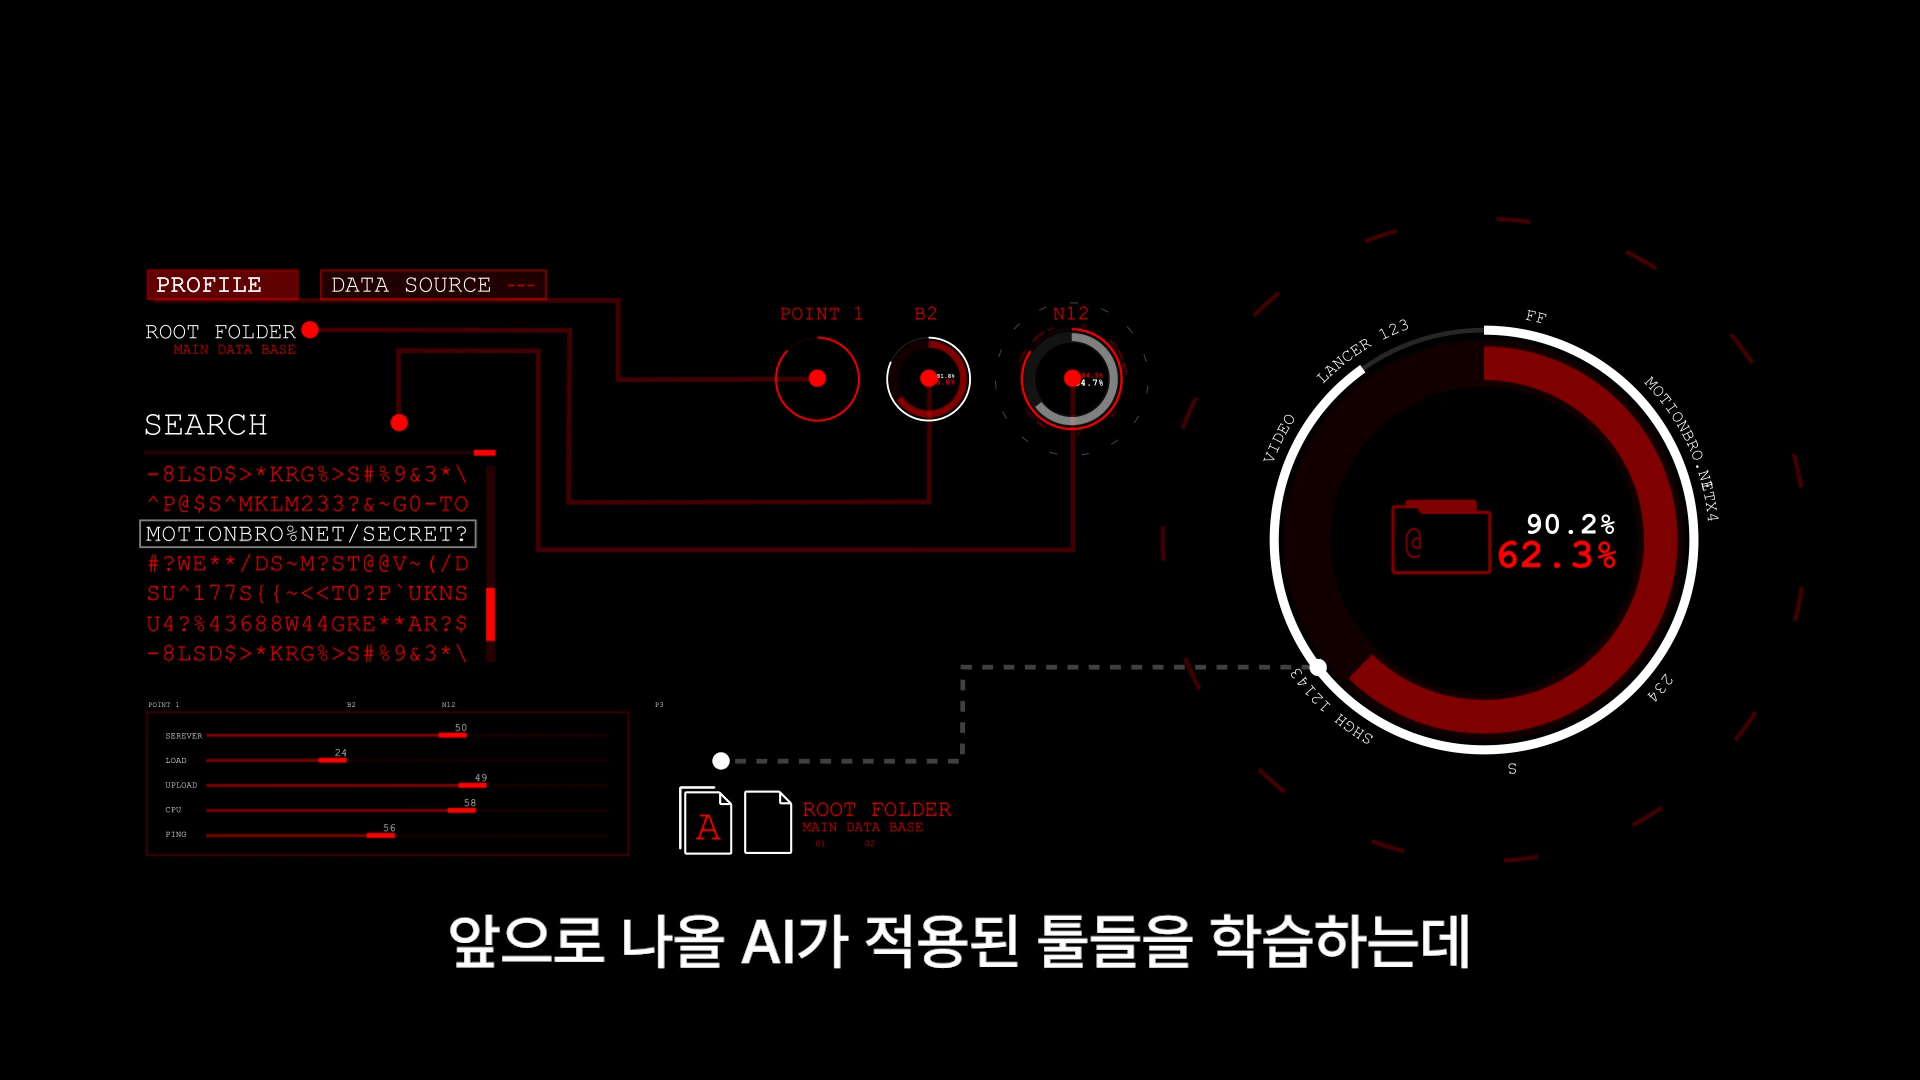 PROFILE
DATA SOURCE ---
ROOT FOLDER
MAIN DATA BASE
SEARCH
-8LSD$>*KRG%>S#%9&3*\
^P@$S^MKLM233?&~G0-TO
MOTIONBRO%NET/SECRET?
#?WE**/DS~M?ST@@V~(/D
SU^177S{{~<<T0?P`UKNS
U4?%43688W44GRE**AR?$
-8LSD$>*KRG%>S#%9&3*\
POINT 1
B2
N12
POINT 1 B2 N12 P3
SEREVER 50
LOAD 24
UPLOAD 49
CPU 58
PING 56
A
ROOT FOLDER
MAIN DATA BASE
01 02
LANCER 123
FF
MOTIONBRO.NETX4
VIDEO
@
90.2%
62.3%
234
SHGH 12143
S
앞으로 나올 AI가 적용된 툴들을 학습하는데